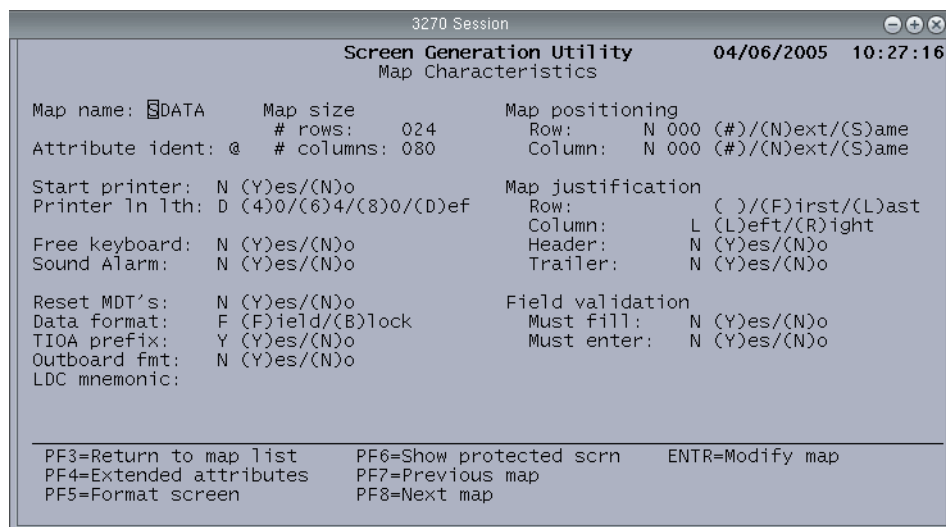 3270 Session
Screen Generation Utility 04/06/2005 10:27:16
Map Characteristics
Map name: SDATA Map size Map positioning
# rows: 024 Row: N 000 (#)/(N)ext/(S)ame
Attribute ident: @ # columns: 080 Column: N 000 (#)/(N)ext/(S)ame
Start printer: N (Y)es/(N)o Map justification
Printer ln lth: D (4)0/(6)4/(8)0/(D)ef Row: ( )/(F)irst/(L)ast
Column: L (L)eft/(R)ight
Free keyboard: N (Y)es/(N)o Header: N (Y)es/(N)o
Sound Alarm: N (Y)es/(N)o Trailer: N (Y)es/(N)o
Reset MDT's: N (Y)es/(N)o Field validation
Data format: F (F)ield/(B)lock Must fill: N (Y)es/(N)o
TIOA prefix: Y (Y)es/(N)o Must enter: N (Y)es/(N)o
Outboard fmt: N (Y)es/(N)o
LDC mnemonic:
PF3=Return to map list PF6=Show protected scrn ENTR=Modify map
PF4=Extended attributes PF7=Previous map
PF5=Format screen PF8=Next map